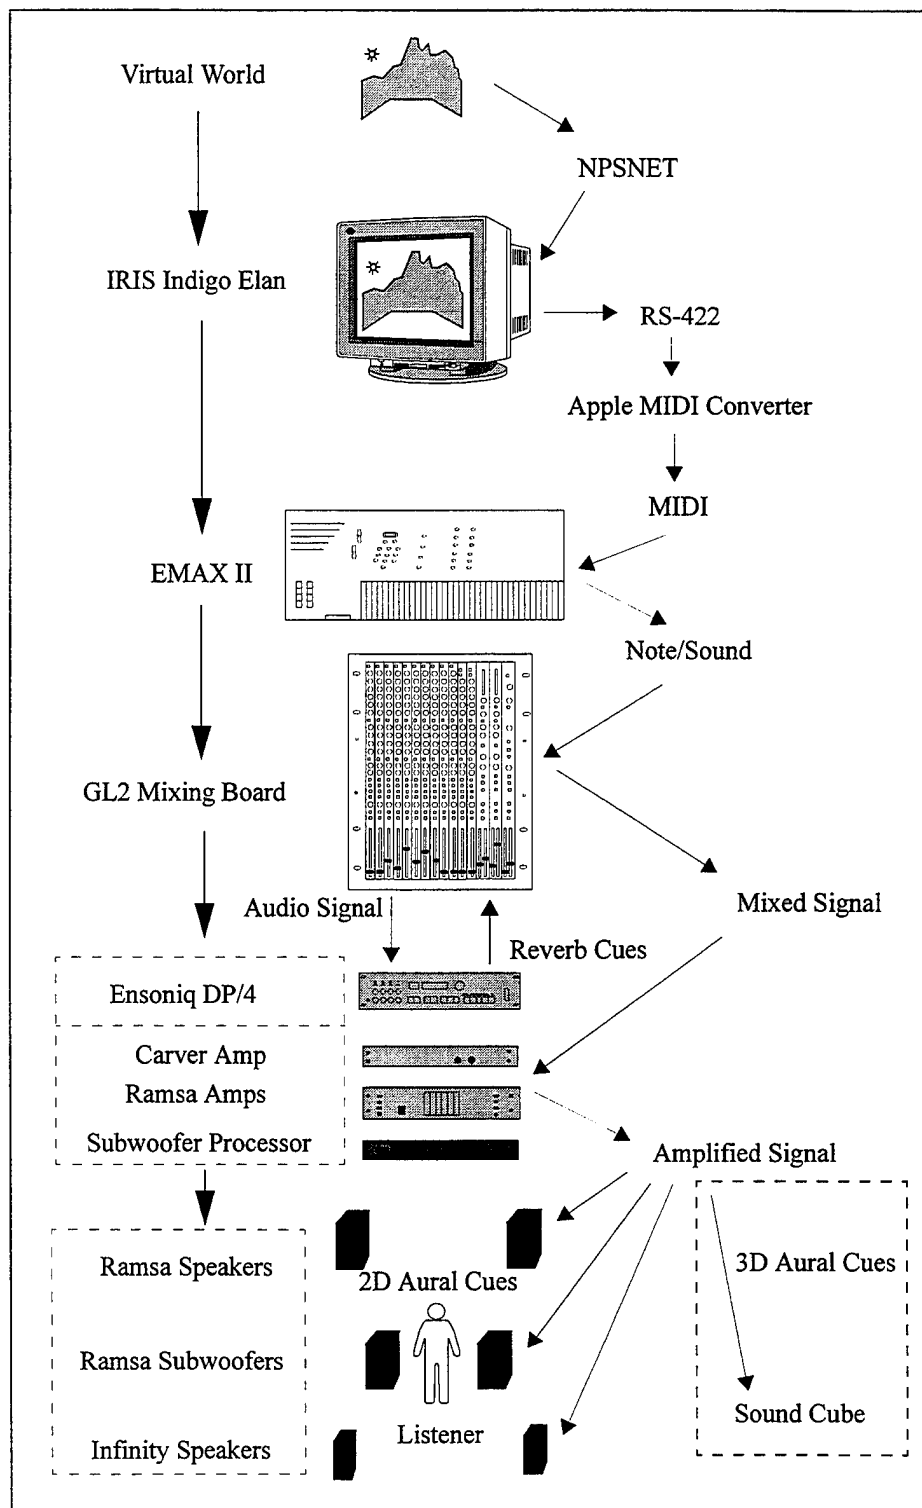 Virtual World
NPSNET
IRIS Indigo Elan
RS-422
Apple MIDI Converter
MIDI
EMAX II
Note/Sound
GL2 Mixing Board
Audio Signal
Mixed Signal
Reverb Cues
Ensoniq DP/4
Carver Amp
Ramsa Amps
Subwoofer Processor
Amplified Signal
Ramsa Speakers
2D Aural Cues
3D Aural Cues
Ramsa Subwoofers
Listener
Sound Cube
Infinity Speakers